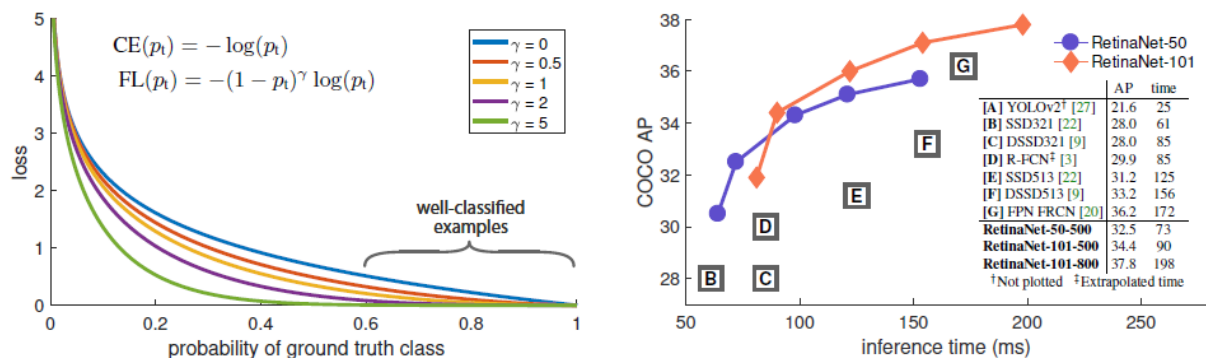 CE(pt) = − log(pt)
FL(pt) = −(1 − pt)γ log(pt)
γ = 0
γ = 0.5
γ = 1
γ = 2
γ = 5
well-classified
examples
5
4
3
2
1
0
0 0.2 0.4 0.6 0.8 1
loss
probability of ground truth class
RetinaNet-50
RetinaNet-101
G
F
E
D
B C
AP time
[A] YOLOv2† [27] 21.6 25
[B] SSD321 [22] 28.0 61
[C] DSSD321 [9] 28.0 85
[D] R-FCN‡ [3] 29.9 85
[E] SSD513 [22] 31.2 125
[F] DSSD513 [9] 33.2 156
[G] FPN FRCN [20] 36.2 172
RetinaNet-50-500 32.5 73
RetinaNet-101-500 34.4 90
RetinaNet-101-800 37.8 198
†Not plotted ‡Extrapolated time
38
36
34
32
30
28
50 100 150 200 250
COCO AP
inference time (ms)